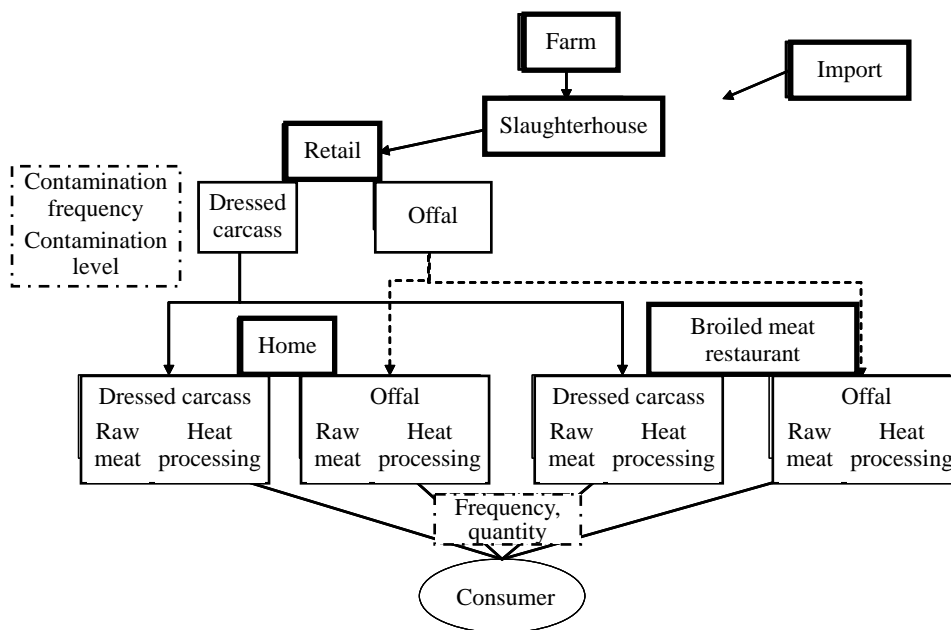 Farm
Import
Slaughterhouse
Retail
Contamination
frequency
Contamination
level
Dressed
carcass
Offal
Home
Broiled meat
restaurant
Dressed carcass
Raw Heat
meat processing
Offal
Raw Heat
meat processing
Dressed carcass
Raw Heat
meat processing
Offal
Raw Heat
meat processing
Frequency,
quantity
Consumer